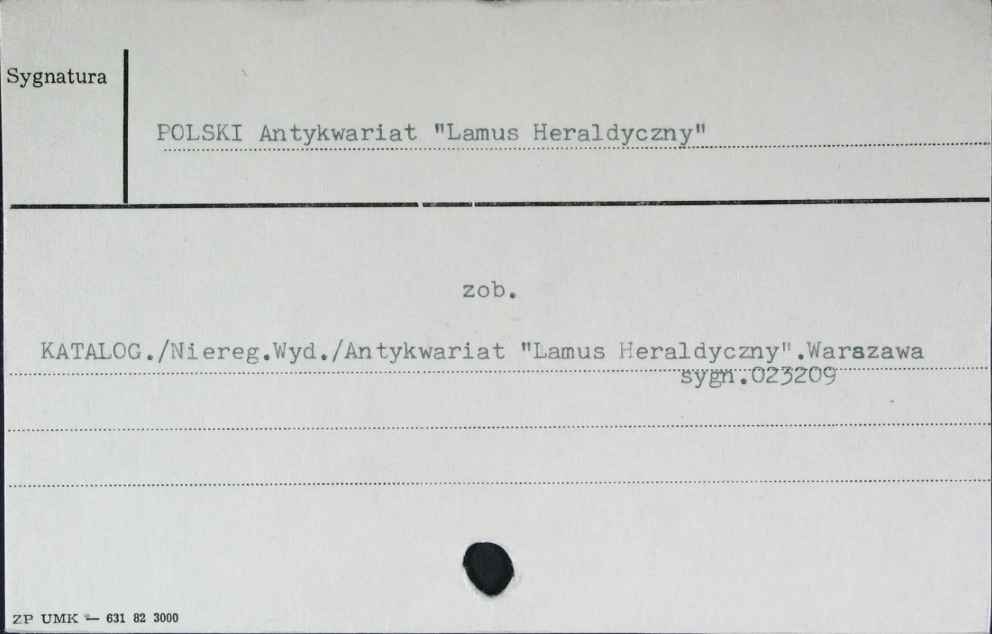 Sygnatura
POLSKI Antykwariat "Lamus Heraldyczny"
zob.
KATALOG./Niereg.Wyd./Antykwariat "Lamus Heraldyczny".Warszawa
sygn.023209
ZP UMK — 631 82 3000